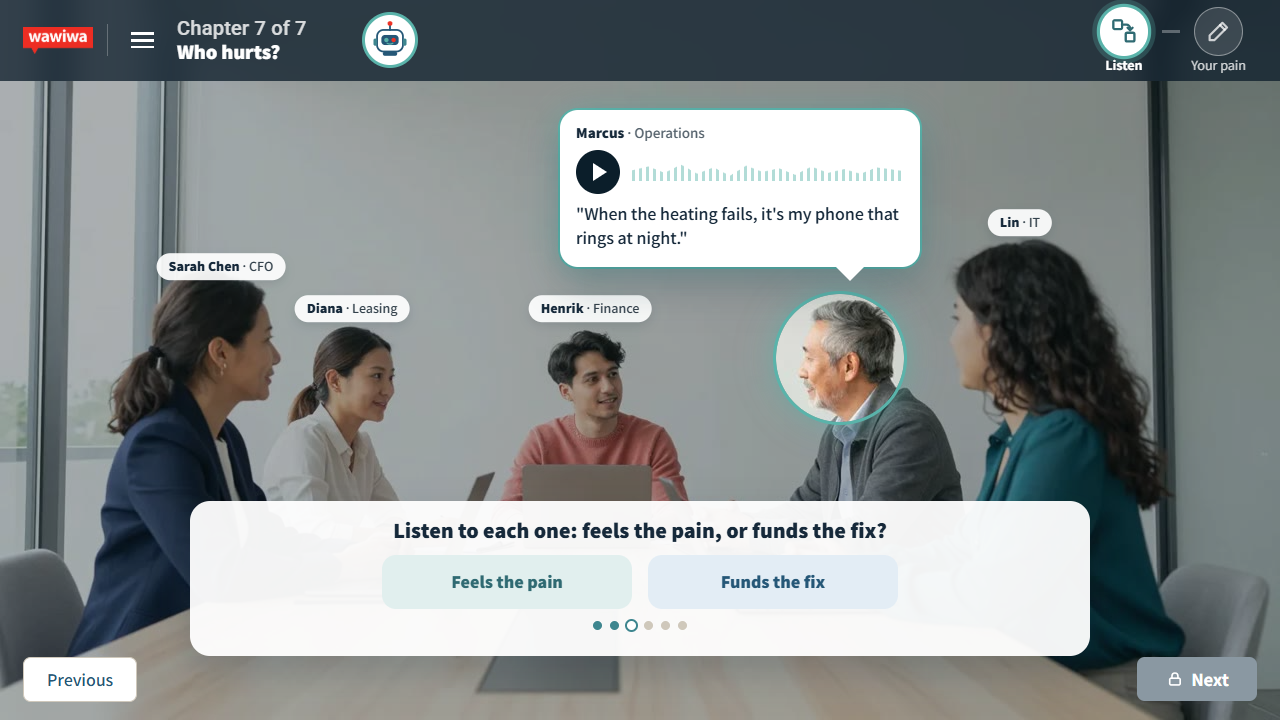 wawiwa
Chapter 7 of 7
Who hurts?
Listen
Your pain
Marcus · Operations
"When the heating fails, it's my phone that
rings at night."
Lin · IT
Sarah Chen · CFO
Diana · Leasing
Henrik · Finance
Listen to each one: feels the pain, or funds the fix?
Feels the pain
Funds the fix
Previous
Next